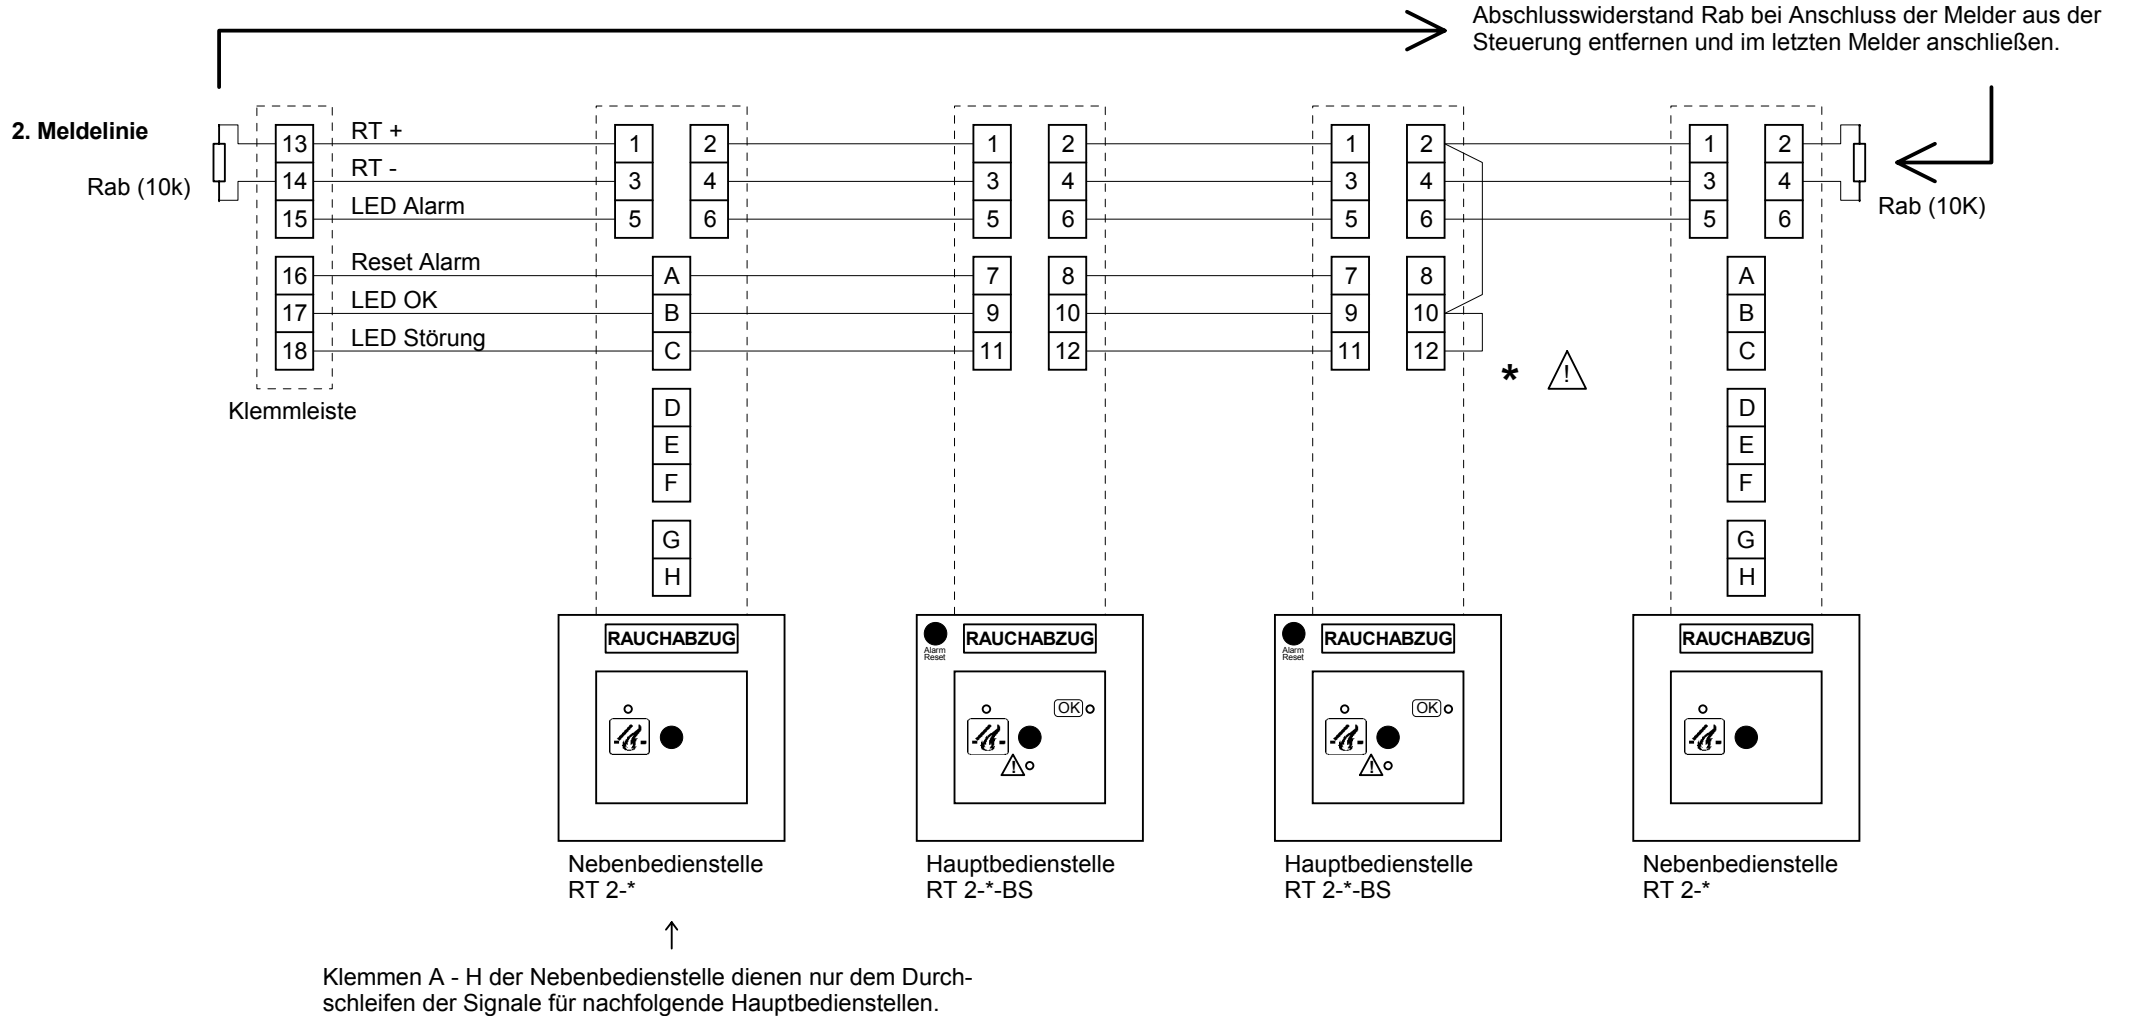 Abschlusswiderstand Rab bei Anschluss der Melder aus der
Steuerung entfernen und im letzten Melder anschließen.
2. Meldelinie
Rab (10k)
13 RT + 1 2 1 2 1 2 1 2
14 RT - 3 4 3 4 3 4 3 4
15 LED Alarm 5 6 5 6 5 6 5 6
Rab (10K)
16 Reset Alarm A 7 8 7 8 A
17 LED OK B 9 10 9 10 B
18 LED Störung C 11 12 11 12 C
* !
Klemmleiste
D D
E E
F F
G G
H H
RAUCHABZUG RAUCHABZUG RAUCHABZUG RAUCHABZUG
Alarm Alarm
Reset Reset
OK OK
! !
Nebenbedienstelle Hauptbedienstelle Hauptbedienstelle Nebenbedienstelle
RT 2-* RT 2-*-BS RT 2-*-BS RT 2-*
Klemmen A - H der Nebenbedienstelle dienen nur dem Durch-
schleifen der Signale für nachfolgende Hauptbedienstellen.